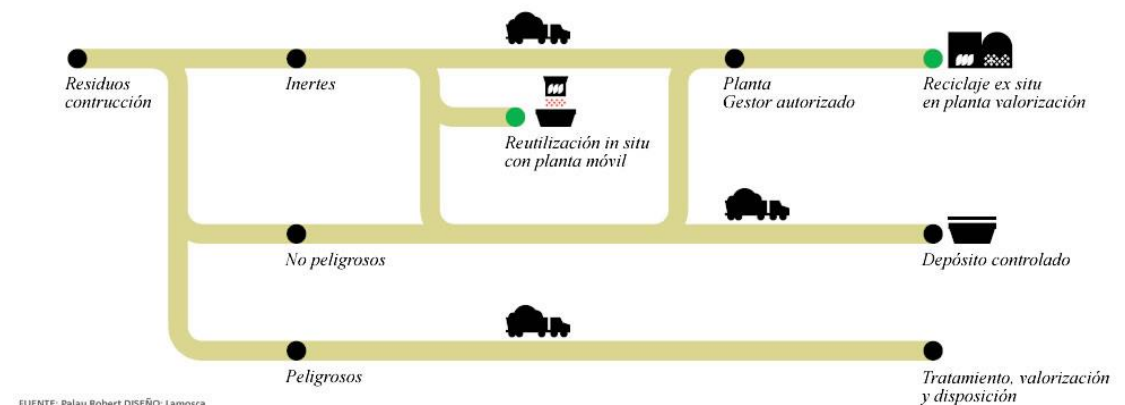 Residuos
contrucción
Inertes
Planta
Gestor autorizado
Reciclaje ex situ
en planta valorización
Reutilización in situ
con planta móvil
No peligrosos
Depósito controlado
Peligrosos
Tratamiento, valorización
y disposición
FUENTE: Palau Robert DISEÑO: Lamosca